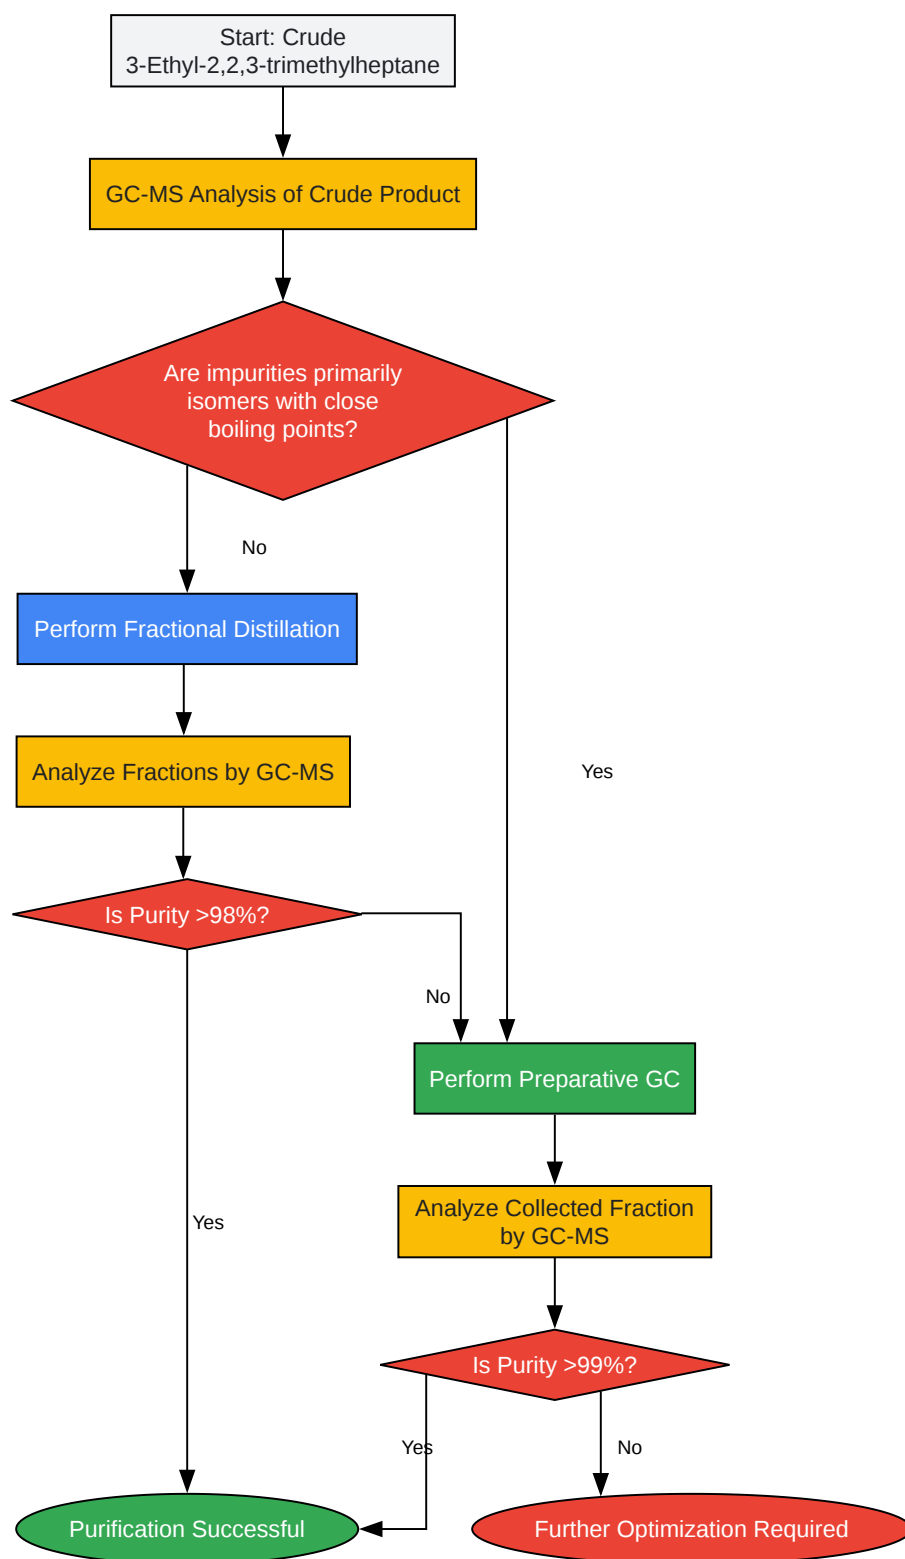 Start: Crude
3-Ethyl-2,2,3-trimethylheptane
GC-MS Analysis of Crude Product
Are impurities primarily
isomers with close
boiling points?
No
Perform Fractional Distillation
Analyze Fractions by GC-MS
Yes
Is Purity >98%?
No
Perform Preparative GC
Analyze Collected Fraction
by GC-MS
Yes
Is Purity >99%?
Yes
No
Purification Successful
Further Optimization Required